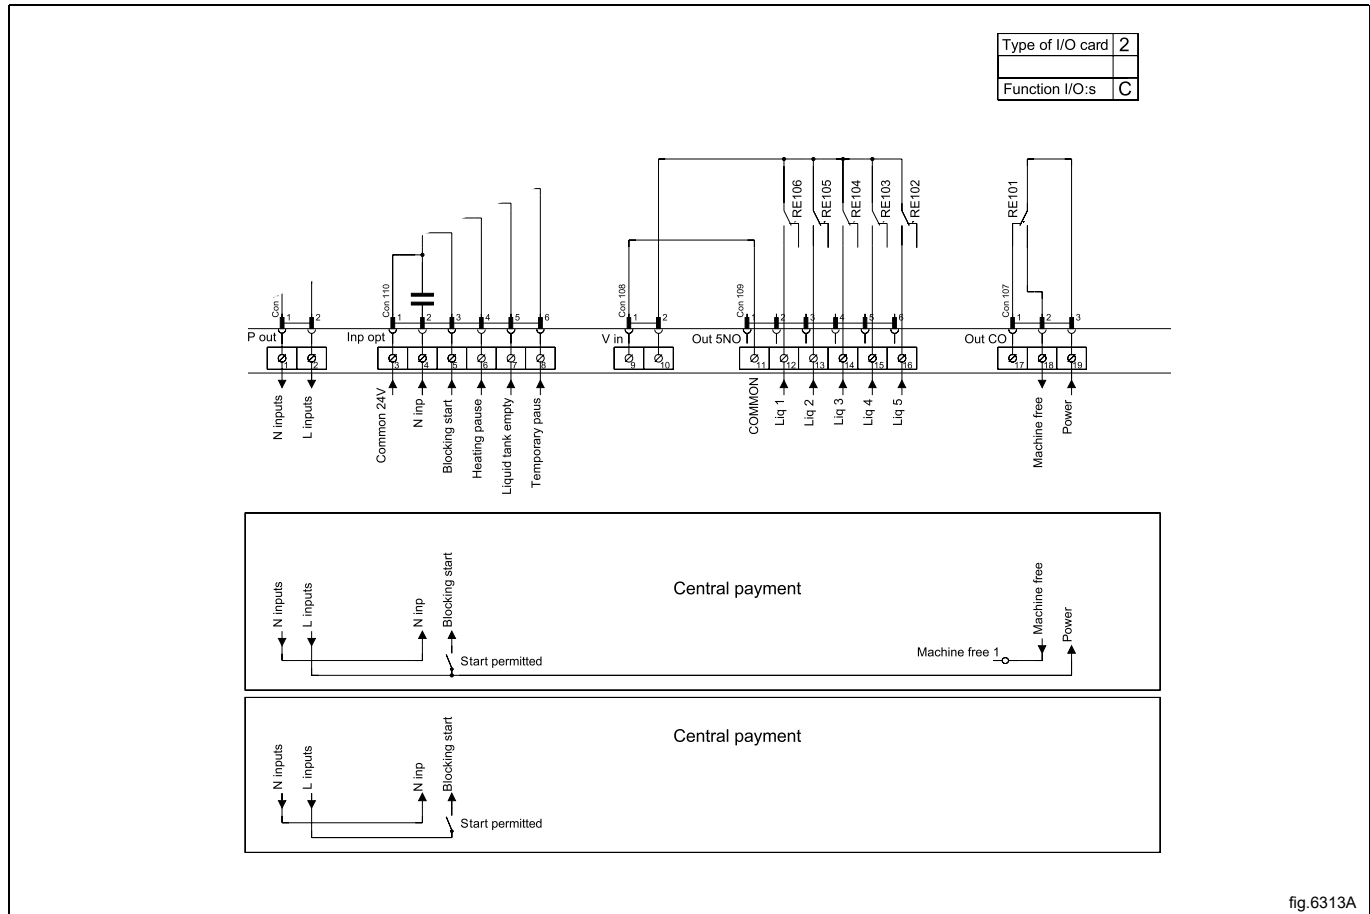 Type of I/O card 2
Function I/O:s C
RE106 RE105 RE104 RE103 RE102 RE101
Con Con 110 Con 108 Con 109 Con 107
1 2 1 2 3 4 5 6 1 2 1 2 3 4 5 6 1 2 3
P out Inp opt V in Out 5NO Out CO
1 2 3 4 5 6 7 8 9 10 11 12 13 14 15 16 17 18 19
N inputs
L inputs
Common 24V
N inp
Blocking start
Heating pause
Liquid tank empty
Temporary paus
COMMON
Liq 1
Liq 2
Liq 3
Liq 4
Liq 5
Machine free
Power
Central payment
N inputs
L inputs
N inp
Blocking start
Start permitted
Machine free 1
Machine free
Power
Central payment
N inputs
L inputs
N inp
Blocking start
Start permitted
fig.6313A